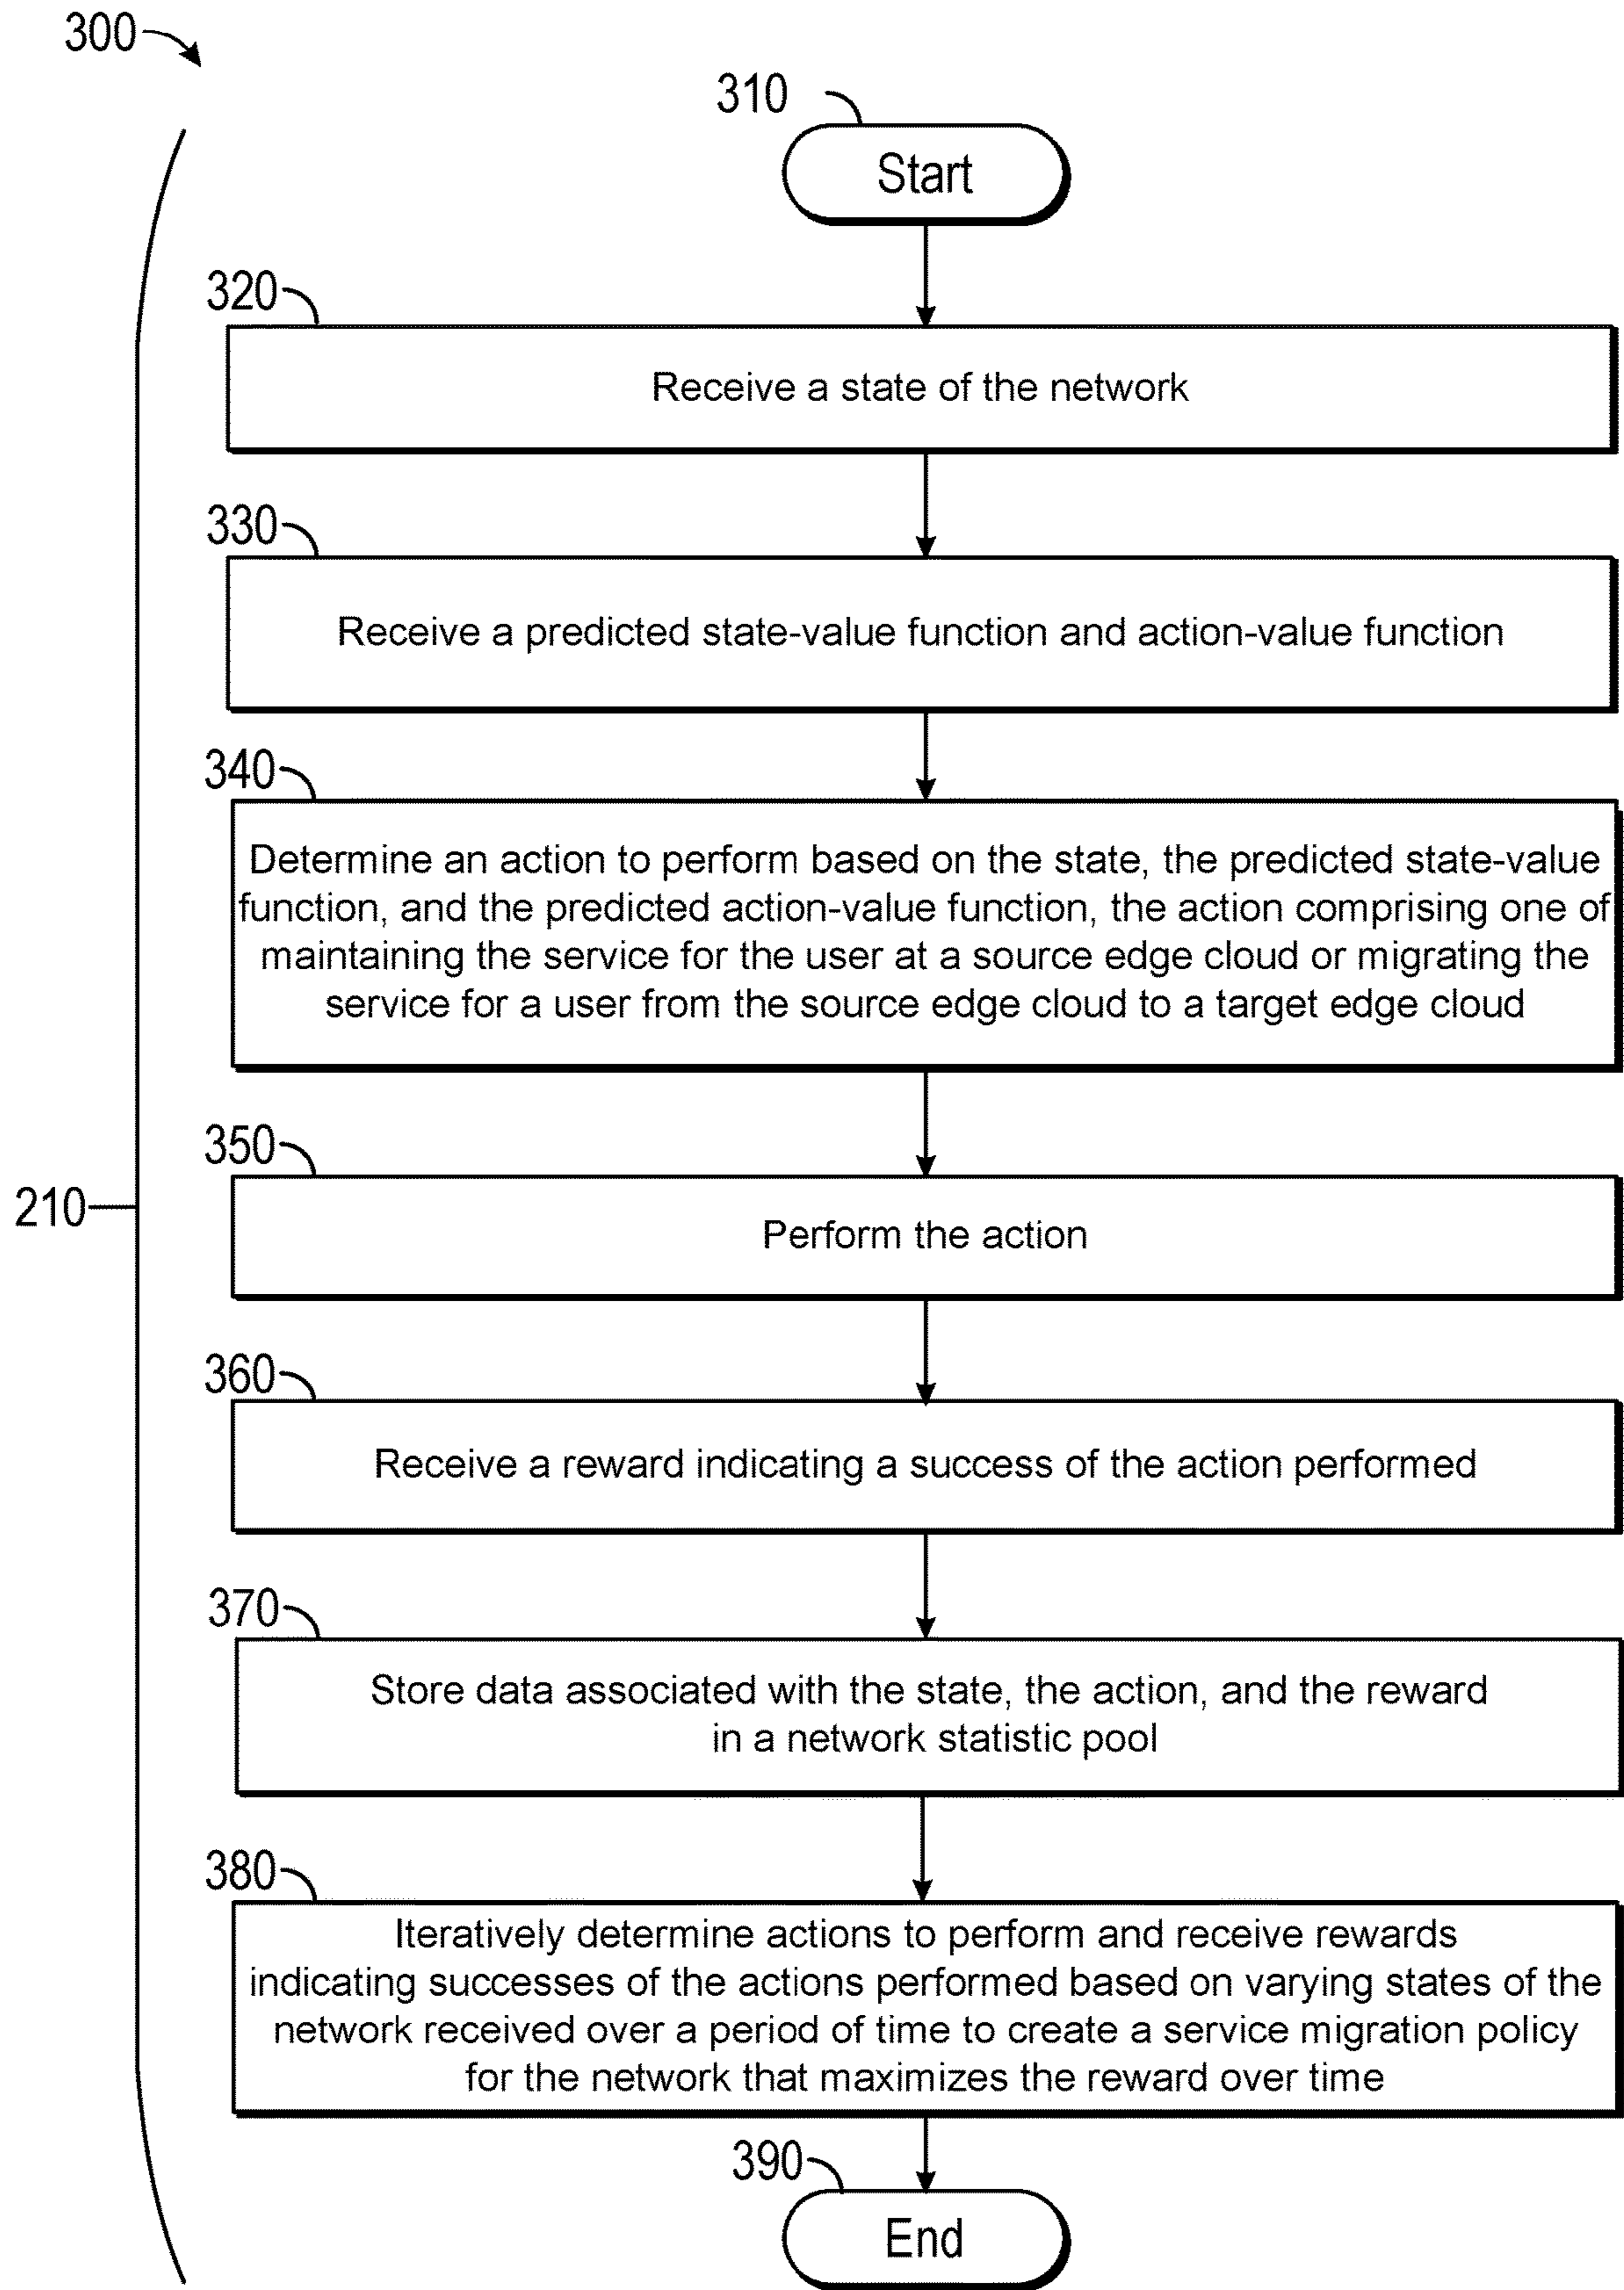 300
310
Start
320
Receive a state of the network
330
Receive a predicted state-value function and action-value function
340
Determine an action to perform based on the state, the predicted state-value
function, and the predicted action-value function, the action comprising one of
maintaining the service for the user at a source edge cloud or migrating the
service for a user from the source edge cloud to a target edge cloud
350
210
Perform the action
360
Receive a reward indicating a success of the action performed
370
Store data associated with the state, the action, and the reward
in a network statistic pool
380
Iteratively determine actions to perform and receive rewards
indicating successes of the actions performed based on varying states of the
network received over a period of time to create a service migration policy
for the network that maximizes the reward over time
390
End